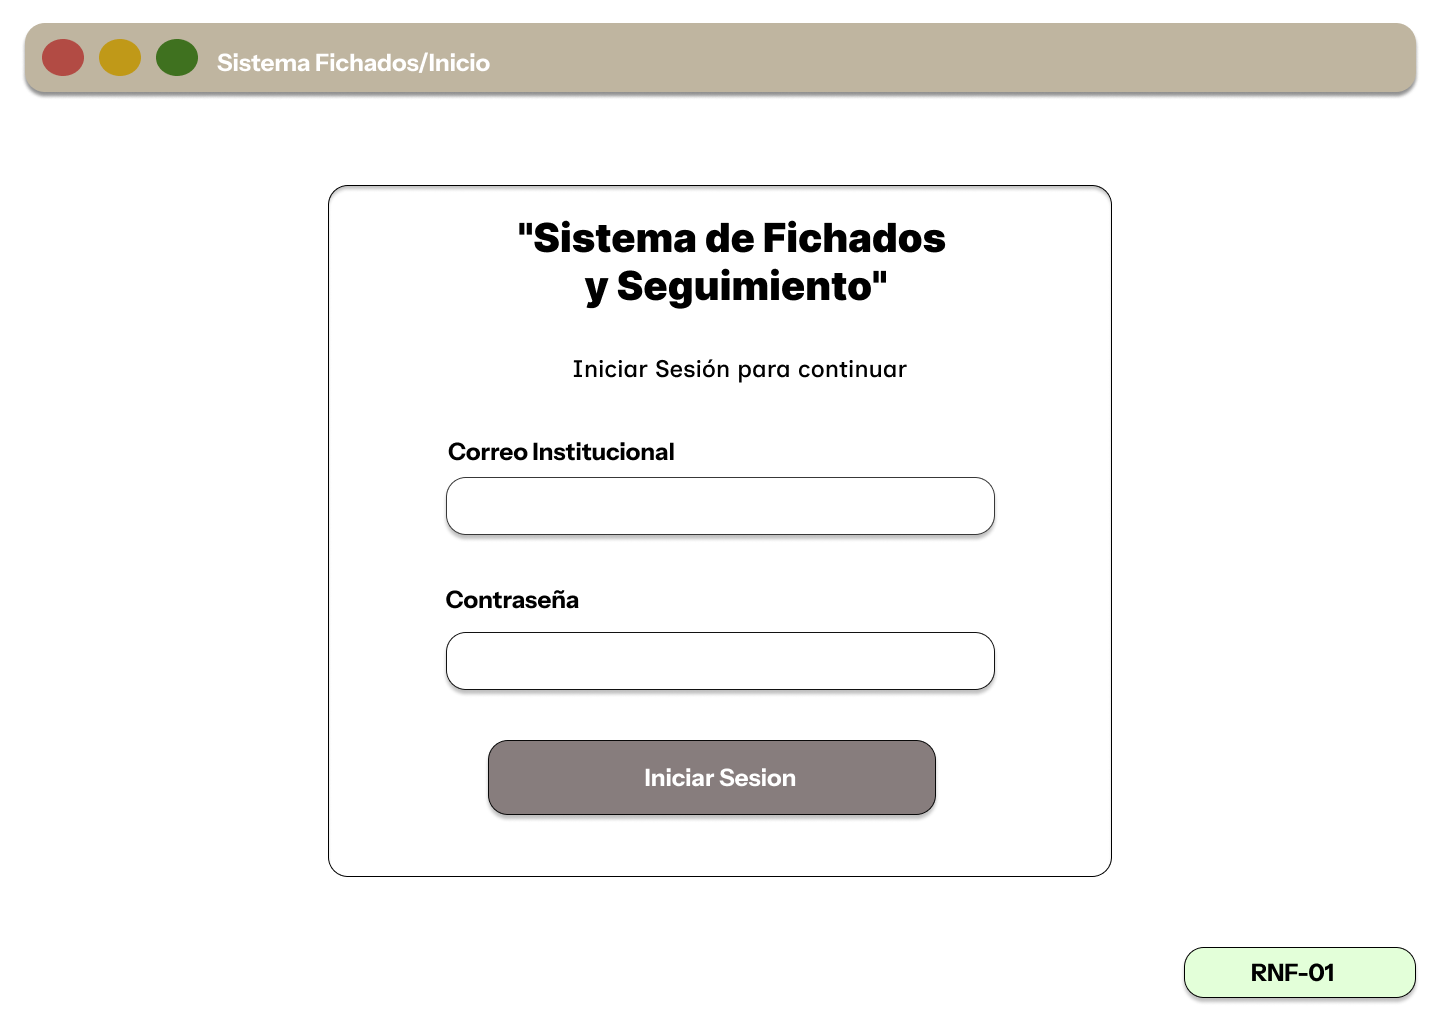 Sistema Fichados/Inicio
"Sistema de Fichados
y Seguimiento"
Iniciar Sesión para continuar
Correo Institucional
Contraseña
Iniciar Sesion
RNF-01